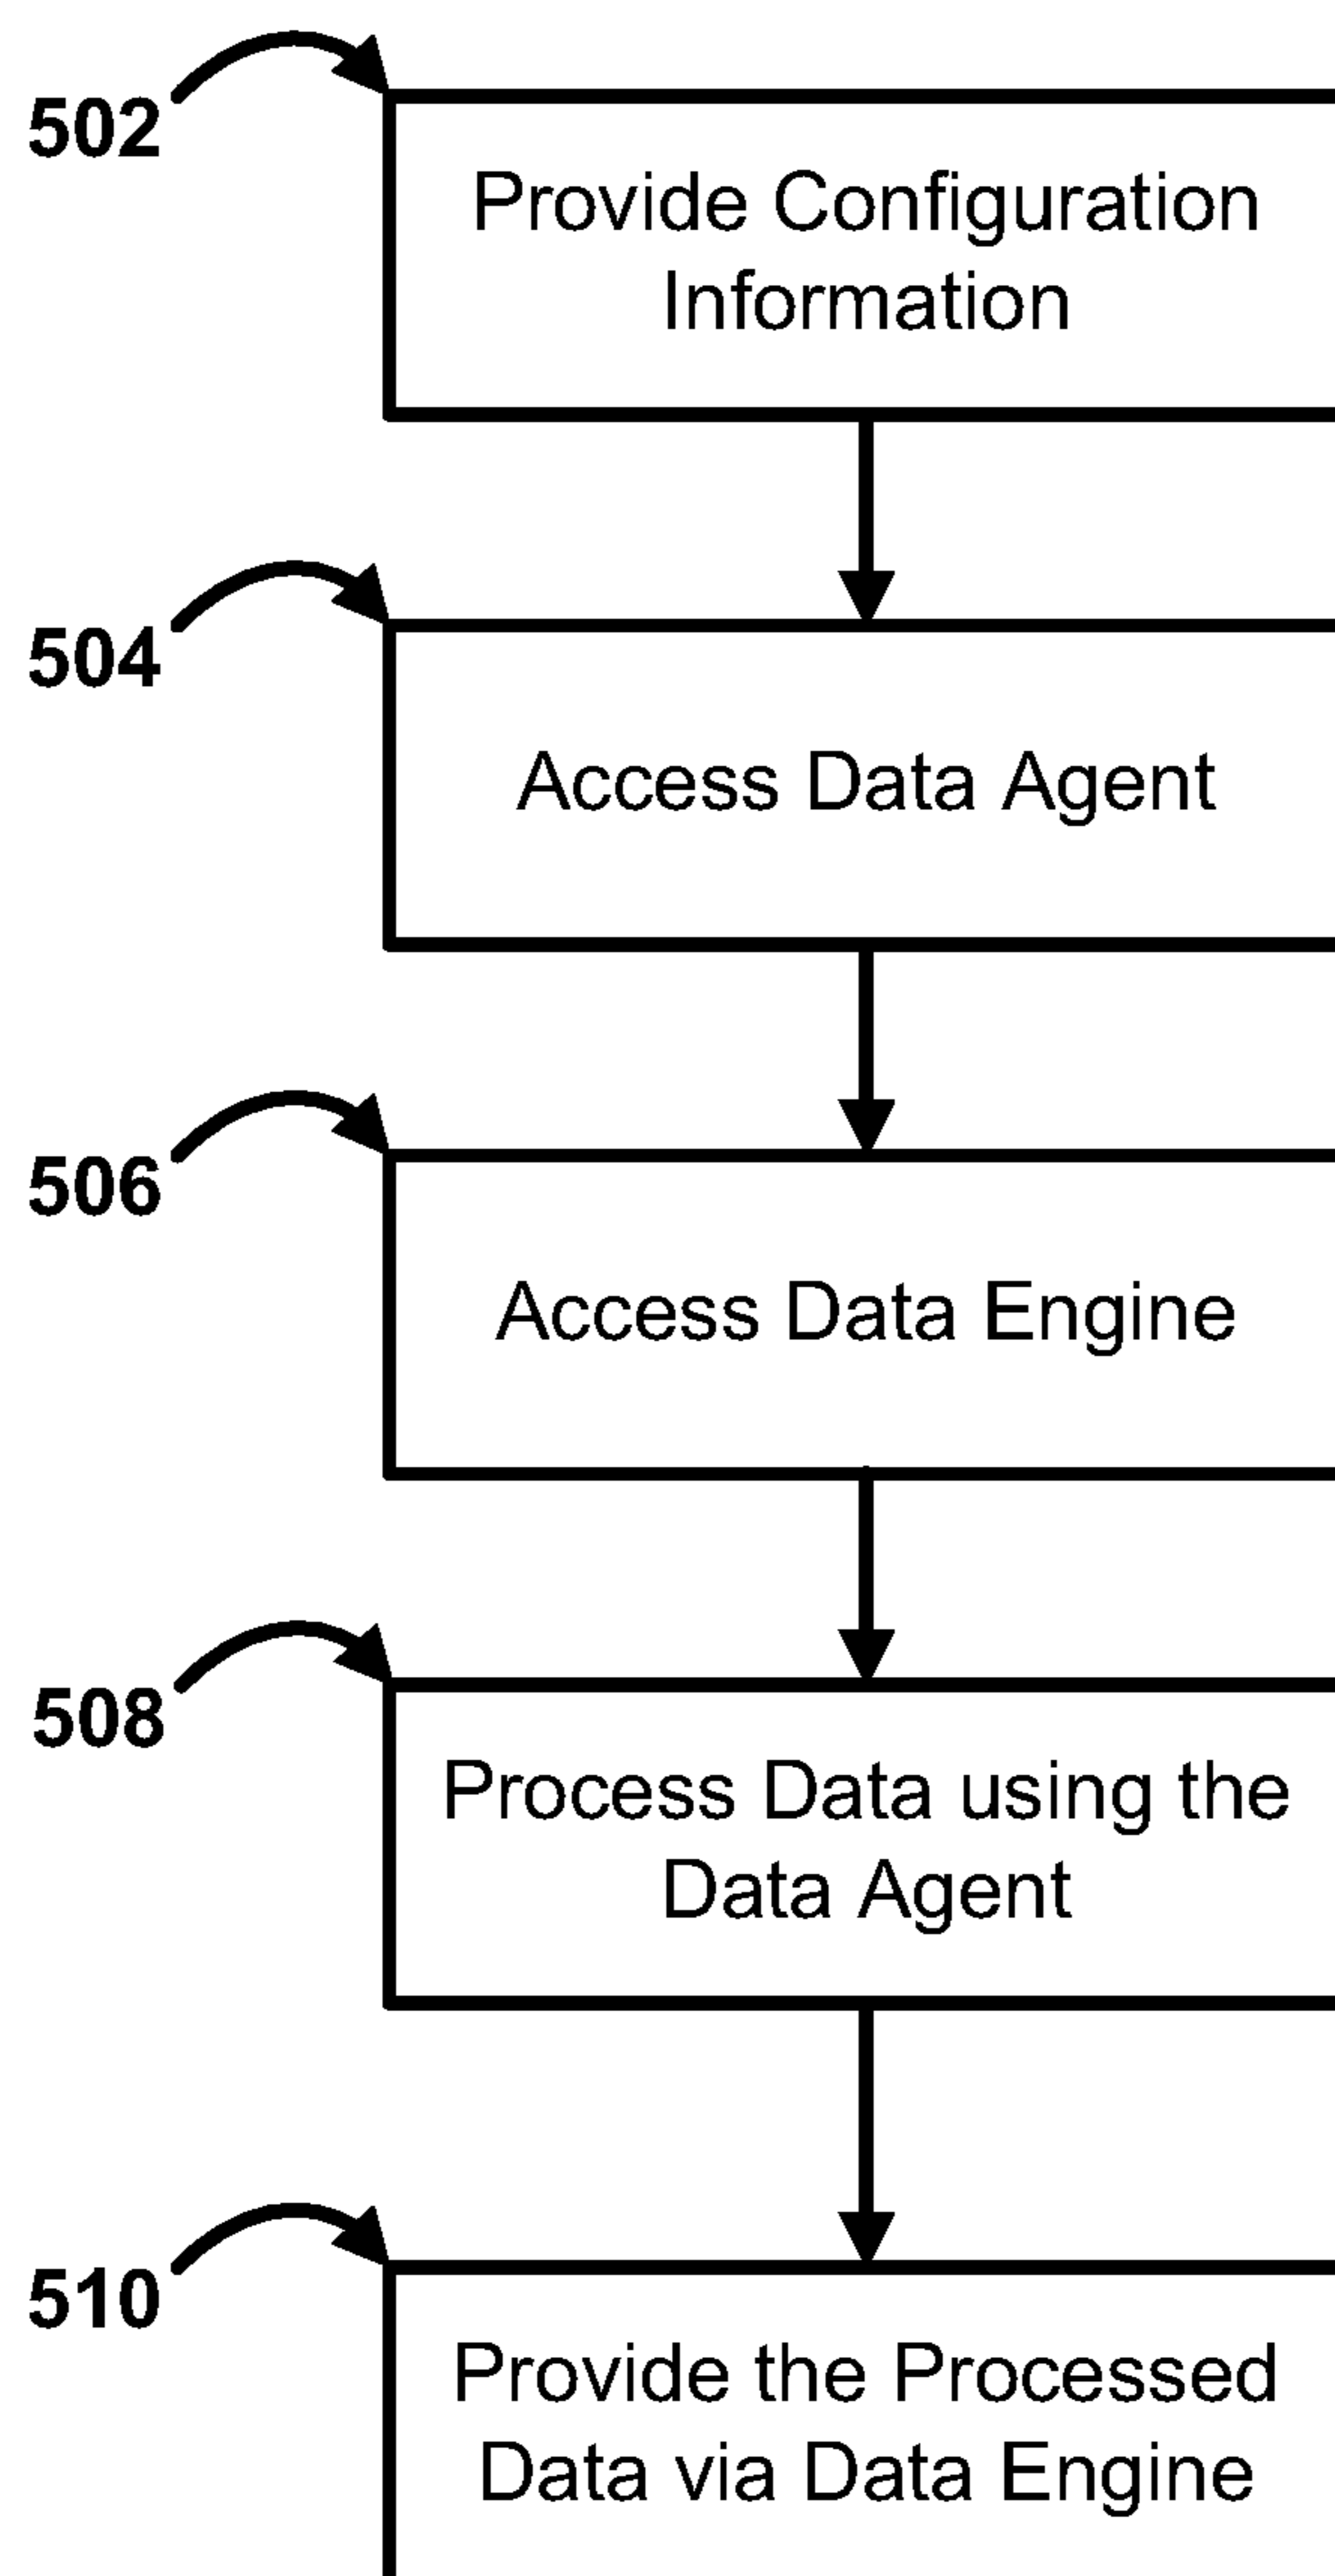 502
Provide Configuration
Information
504
Access Data Agent
506
Access Data Engine
508
Process Data using the
Data Agent
510
Provide the Processed
Data via Data Engine